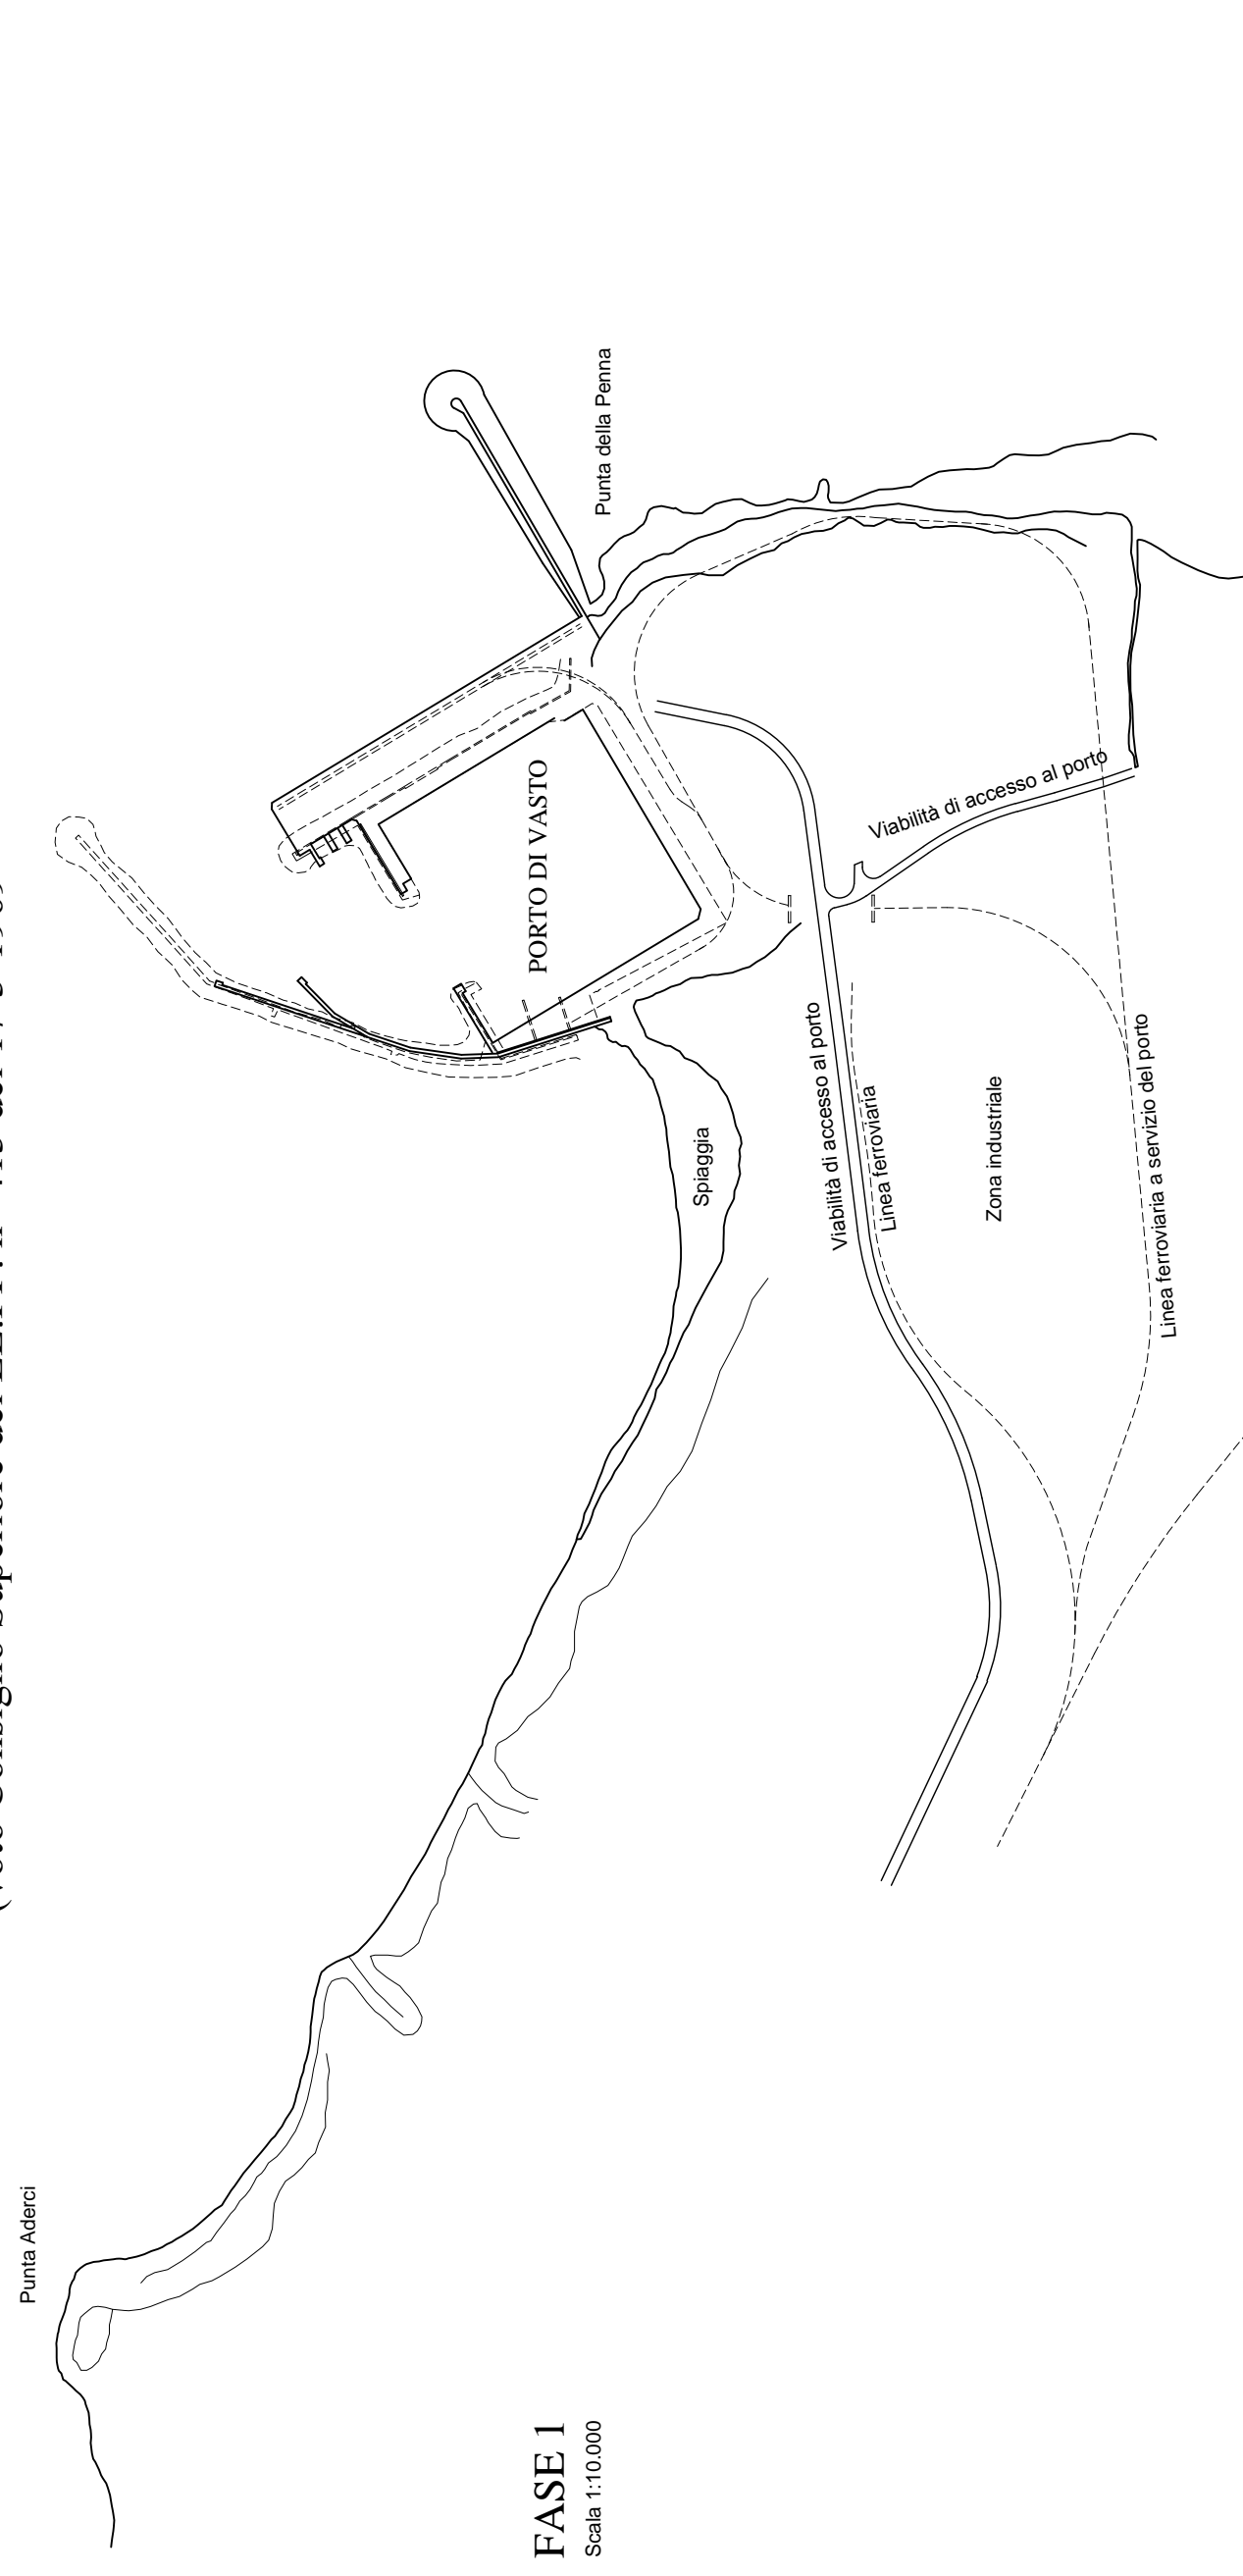 Punta Aderci
FASE 1
Scala 1:10.000
PORTO DI VASTO
Punta della Penna
Spiaggia
Viabilità di accesso al porto
Linea ferroviaria
Viabilità di accesso al porto
Zona industriale
Linea ferroviaria a servizio del porto